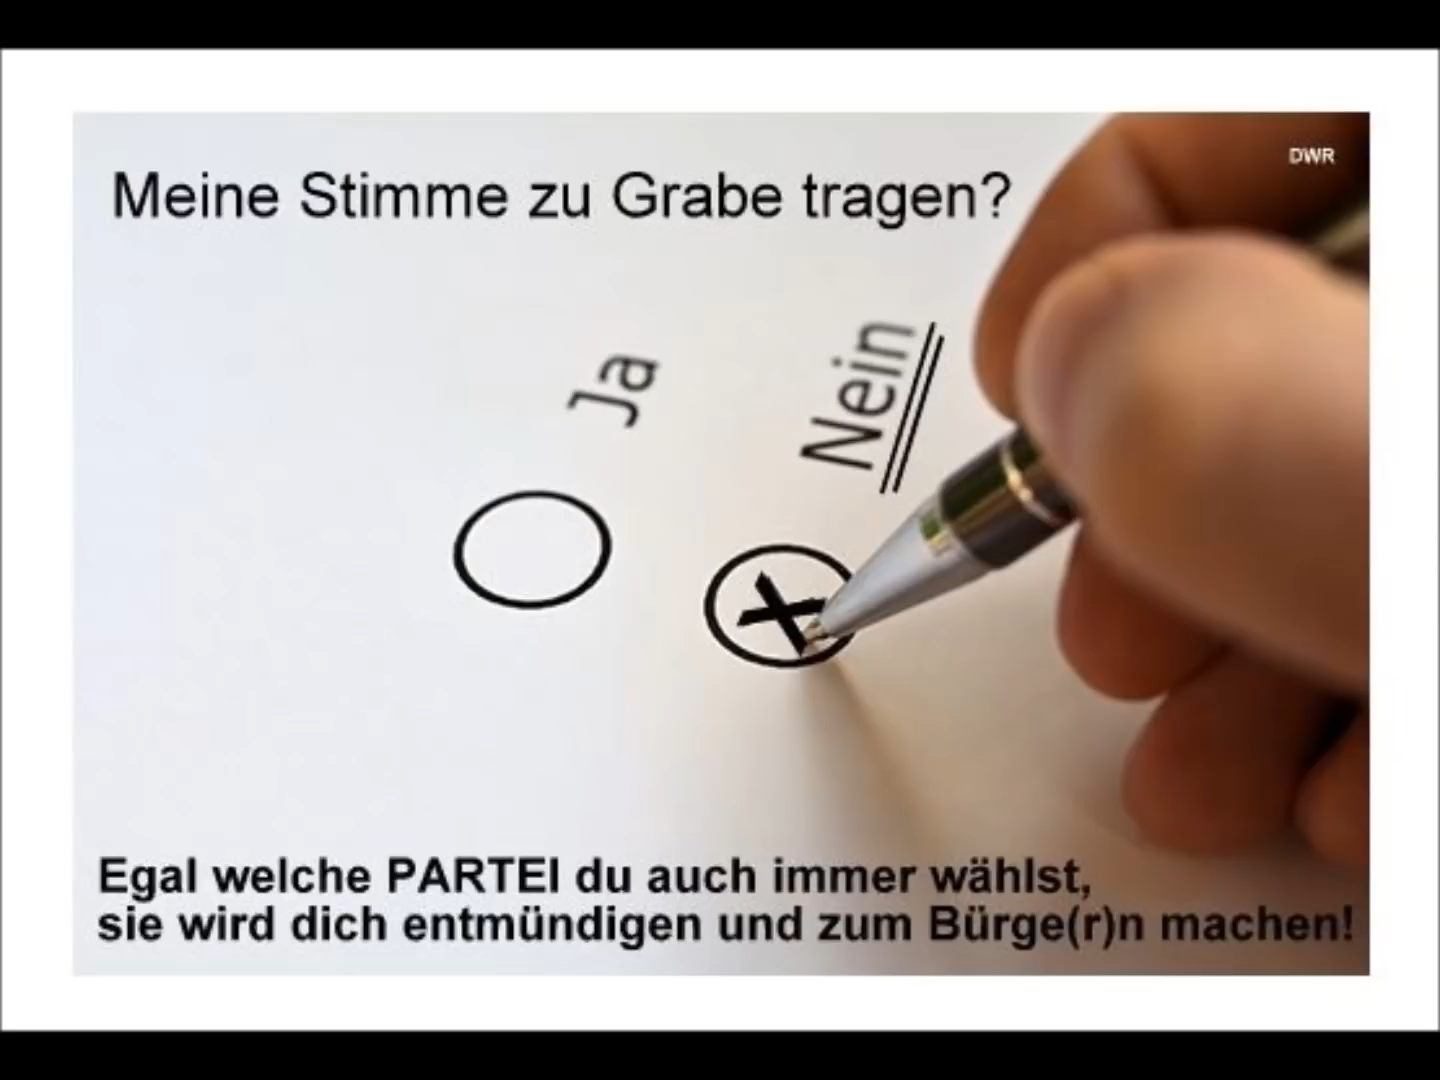 DWR
Meine Stimme zu Grabe tragen?
Ja
Nein
Egal welche PARTEI du auch immer wählst,
sie wird dich entmündigen und zum Bürge(r)n machen!